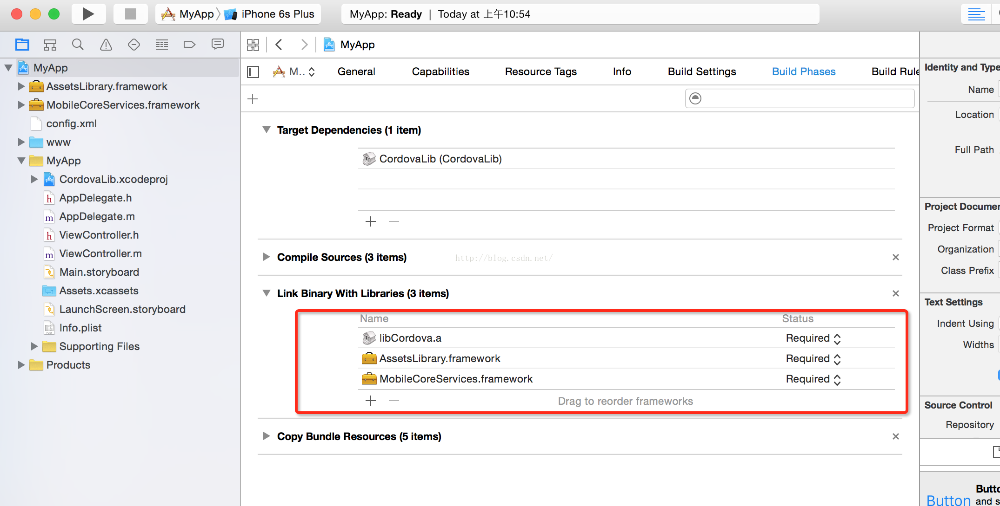 MyApp iPhone 6s Plus
MyApp: Ready | Today at 上午10:54
MyApp
AssetsLibrary.framework
MobileCoreServices.framework
config.xml
www
MyApp
CordovaLib.xcodeproj
h AppDelegate.h
m AppDelegate.m
h ViewController.h
m ViewController.m
Main.storyboard
Assets.xcassets
LaunchScreen.storyboard
Info.plist
Supporting Files
Products
MyApp
M.. General Capabilities Resource Tags Info Build Settings Build Phases Build Rule
Target Dependencies (1 item)
CordovaLib (CordovaLib)
Compile Sources (3 items)
http://blog.csdn.net/
Link Binary With Libraries (3 items)
Name Status
libCordova.a Required
AssetsLibrary.framework Required
MobileCoreServices.framework Required
Drag to reorder frameworks
Copy Bundle Resources (5 items)
Identity and Type
Name
Location
Full Path
Project Documen
Project Format
Organization
Class Prefix
Text Settings
Indent Using
Widths
Source Control
Repository
Button
Butto
and s